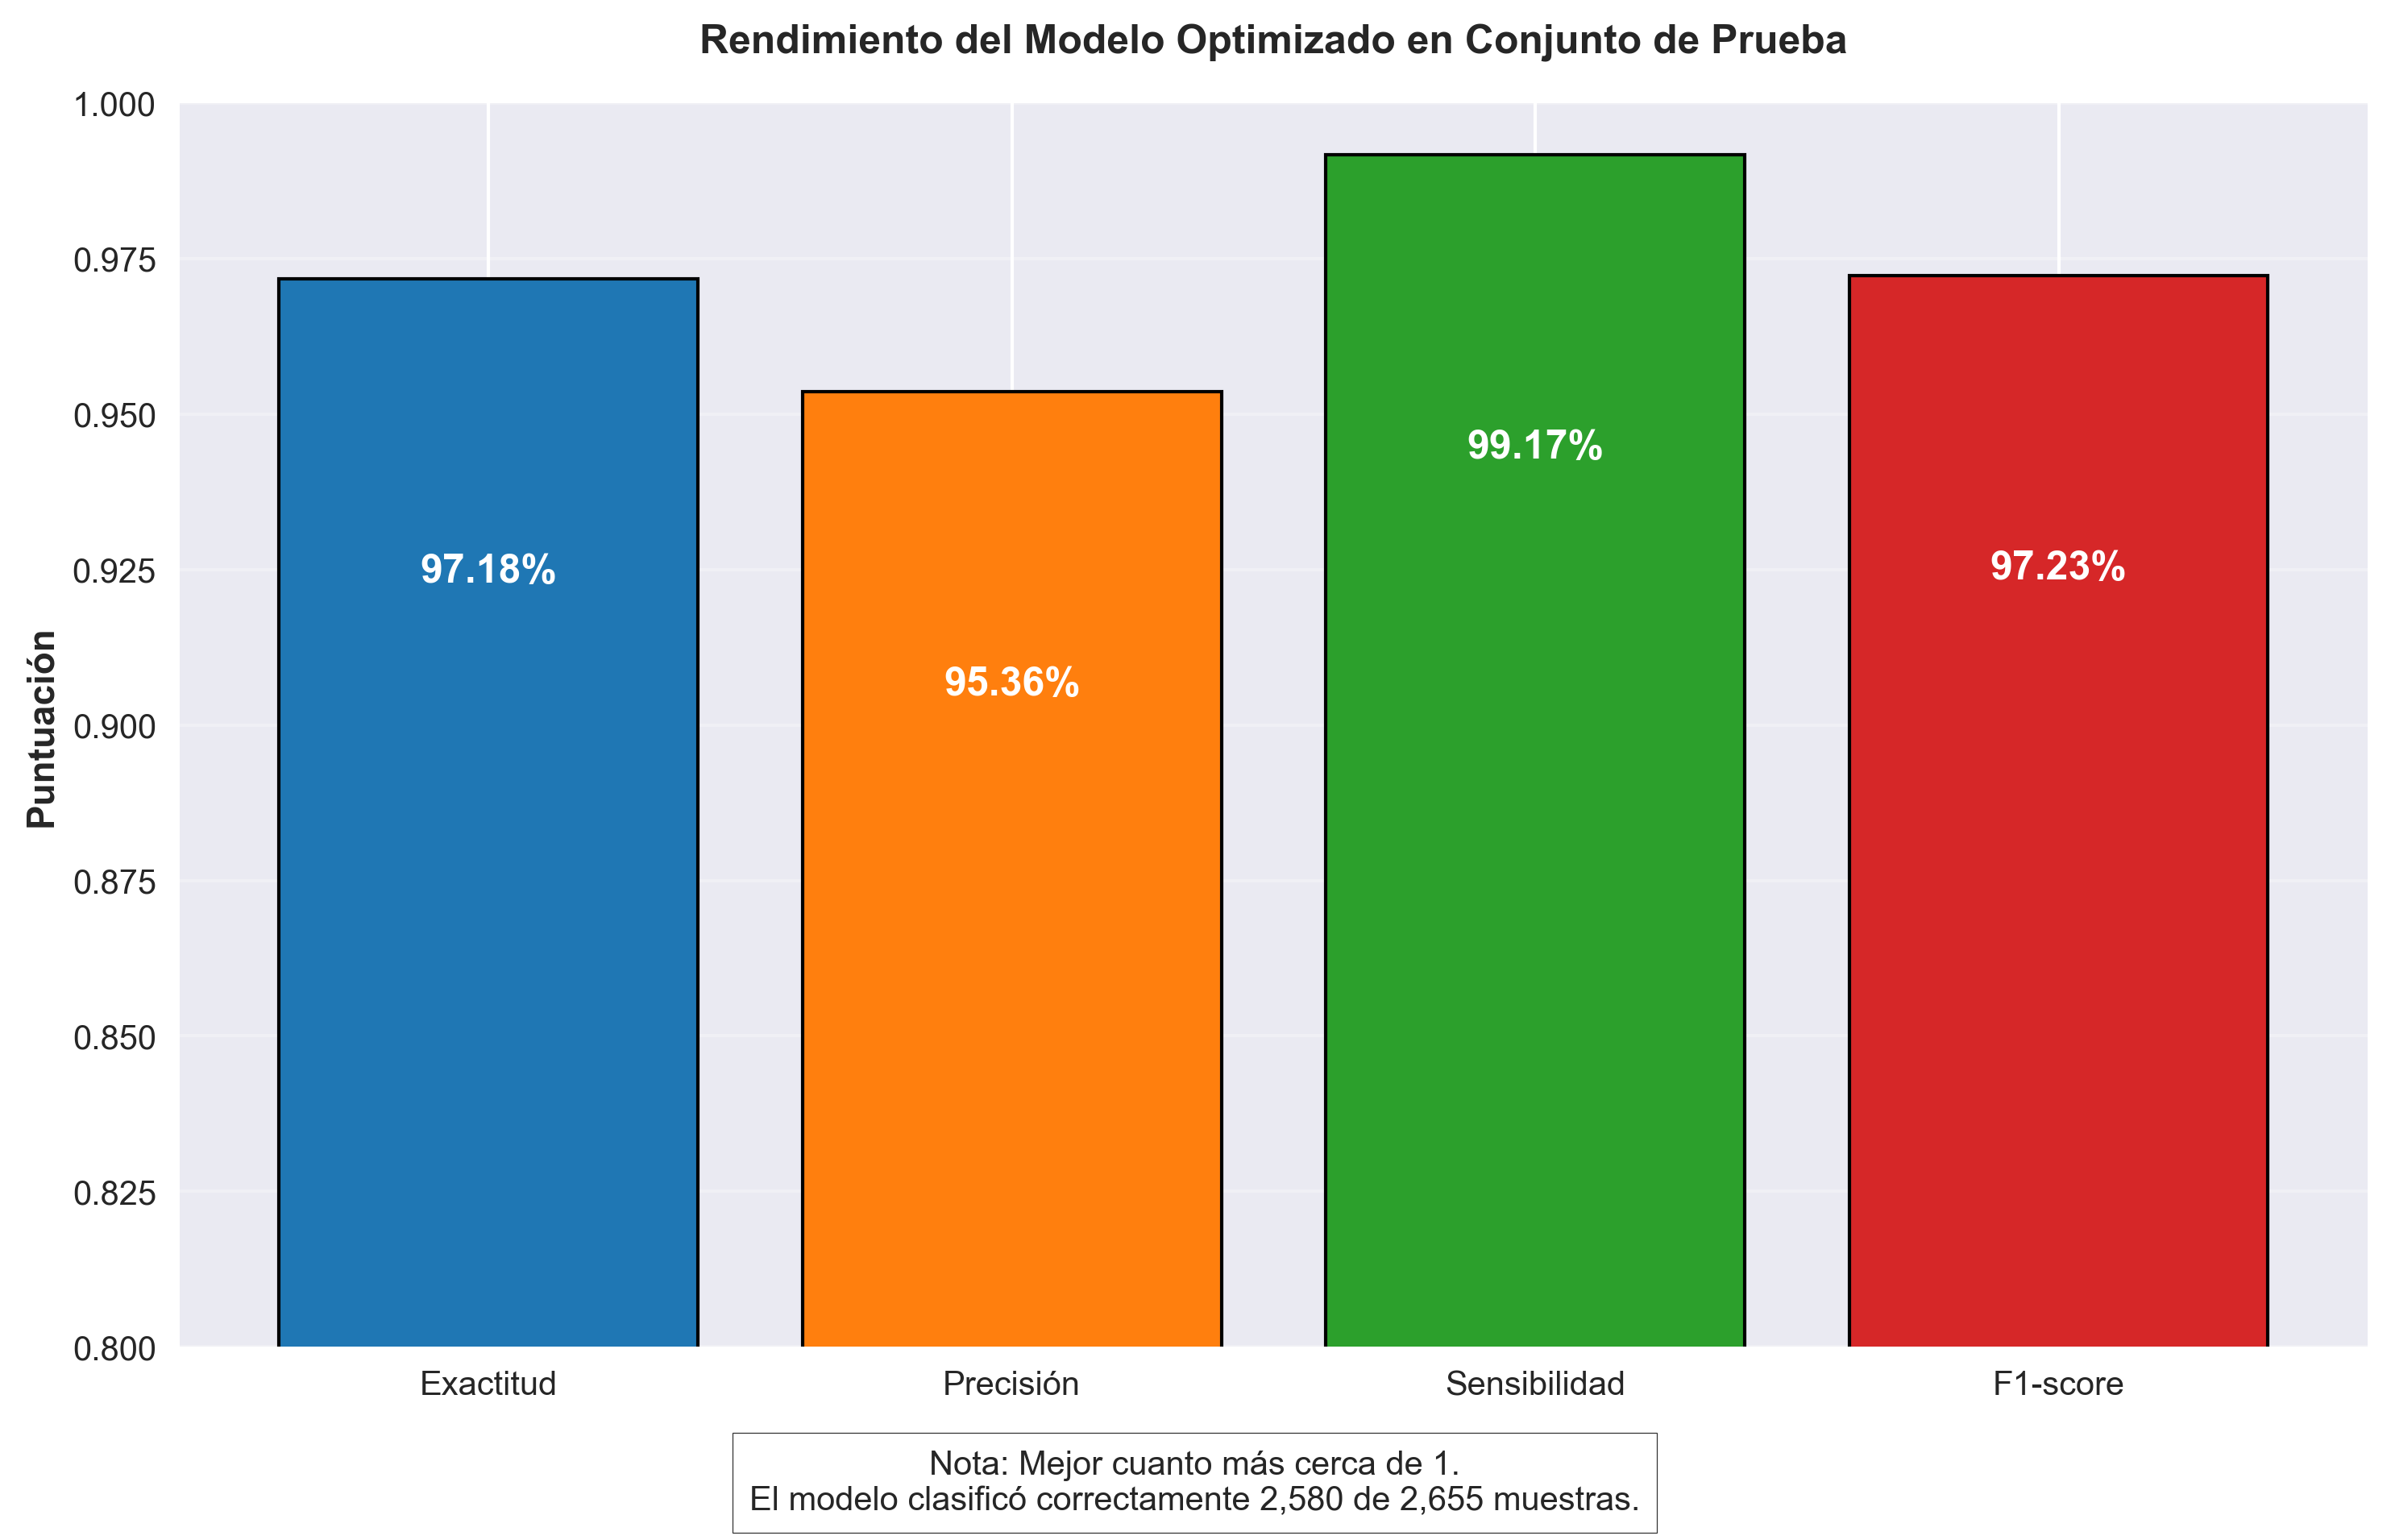 Rendimiento del Modelo Optimizado en Conjunto de Prueba
Puntuación
1.000
0.975
0.950
0.925
0.900
0.875
0.850
0.825
0.800
97.18%
95.36%
99.17%
97.23%
Exactitud
Precisión
Sensibilidad
F1-score
Nota: Mejor cuanto más cerca de 1.
El modelo clasificó correctamente 2,580 de 2,655 muestras.